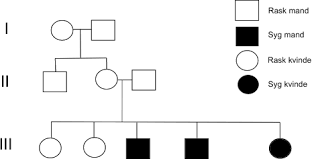 I
II
III
Rask mand
Syg mand
Rask kvinde
Syg kvinde